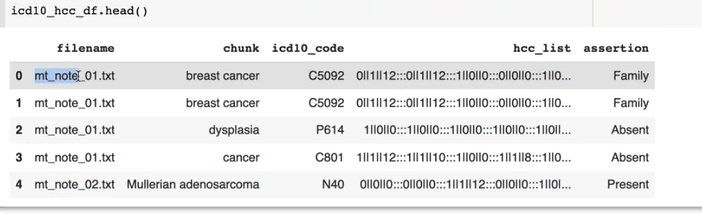 icd10_hcc_df.head()
filename chunk icd10_code hcc_list assertion
0 mt_note_01.txt breast cancer C5092 0||1||12:::0||1||12:::1||0||0:::0||0||0:::1||0... Family
1 mt_note_01.txt breast cancer C5092 0||1||12:::0||1||12:::1||0||0:::0||0||0:::1||0... Family
2 mt_note_01.txt dysplasia P614 1||0||0:::1||0||0:::1||0||0:::1||0||0:::1||0||... Absent
3 mt_note_01.txt cancer C801 1||1||12:::1||1||10:::1||0||0:::1||1||8:::1||0... Absent
4 mt_note_02.txt Mullerian adenosarcoma N40 0||0||0:::0||0||0:::1||1||12:::0||0||0:::1||0|... Present